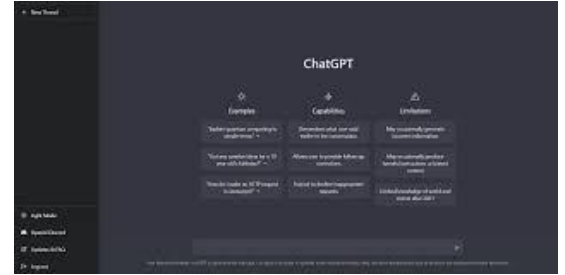 + New Thread
ChatGPT
Examples
Capabilities
Limitations
"Explain quantum computing in
simple terms" →
"Got any creative ideas for a 10
year old's birthday?" →
"How do I make an HTTP request
in Javascript?" →
Remembers what user said
earlier in the conversation
Allows user to provide follow-up
corrections
Trained to decline inappropriate
requests
May occasionally generate
incorrect information
May occasionally produce
harmful instructions or biased
content
Limited knowledge of world and
events after 2021
Light Mode
OpenAI Discord
Updates & FAQ
Log out